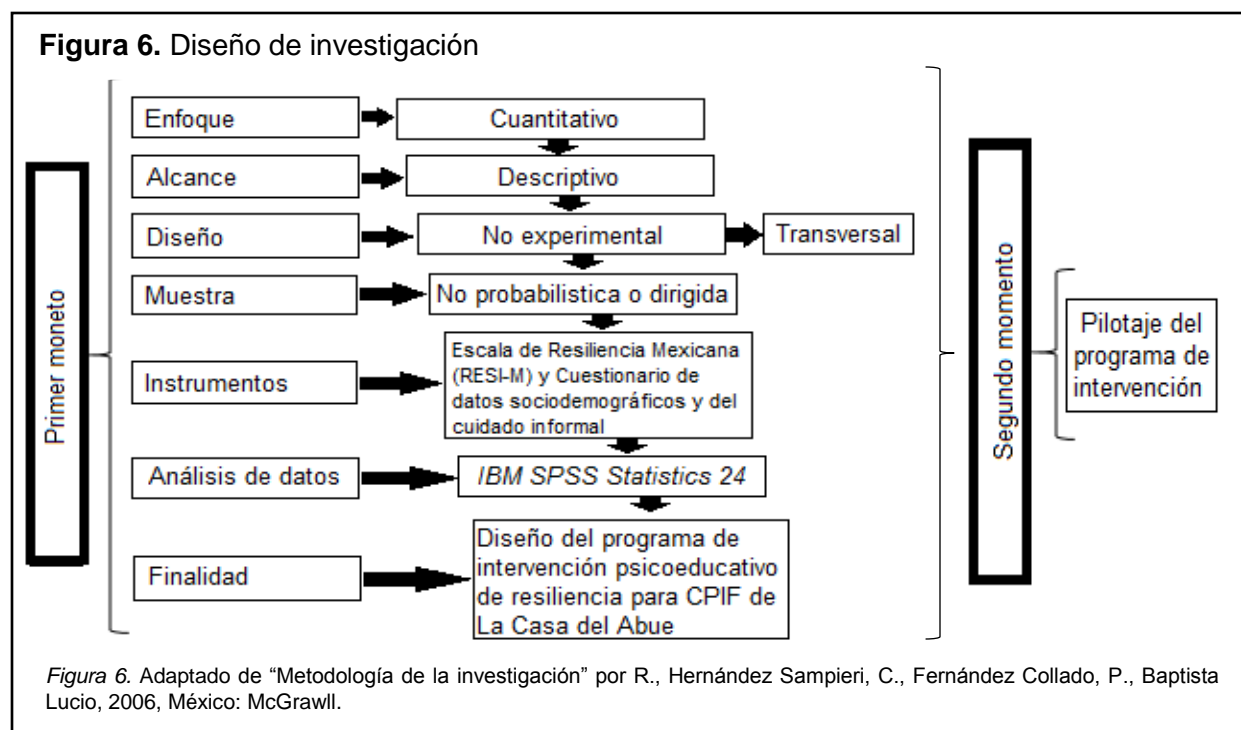 Figura 6. Diseño de investigación
Primer moneto
Enfoque
Cuantitativo
Alcance
Descriptivo
Diseño
No experimental
Transversal
Muestra
No probabilistica o dirigida
Instrumentos
Escala de Resiliencia Mexicana
(RESI-M) y Cuestionario de
datos sociodemográficos y del
cuidado informal
Análisis de datos
IBM SPSS Statistics 24
Finalidad
Diseño del programa de
intervención psicoeducativo
de resiliencia para CPIF de
La Casa del Abue
Segundo momento
Pilotaje del
programa de
intervención
Figura 6. Adaptado de “Metodología de la investigación” por R., Hernández Sampieri, C., Fernández Collado, P., Baptista
Lucio, 2006, México: McGrawll.